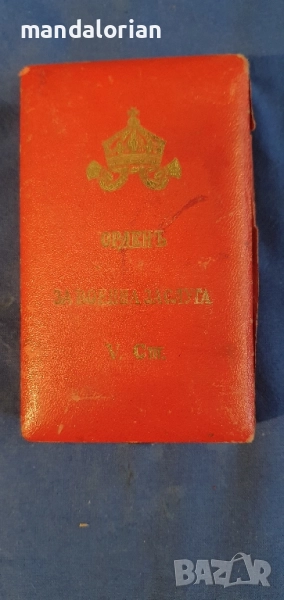 mandalorian
ОРДЕНЪ
ЗА ВОЕННА ЗАСЛУГА
V. Ст.
BAZAR